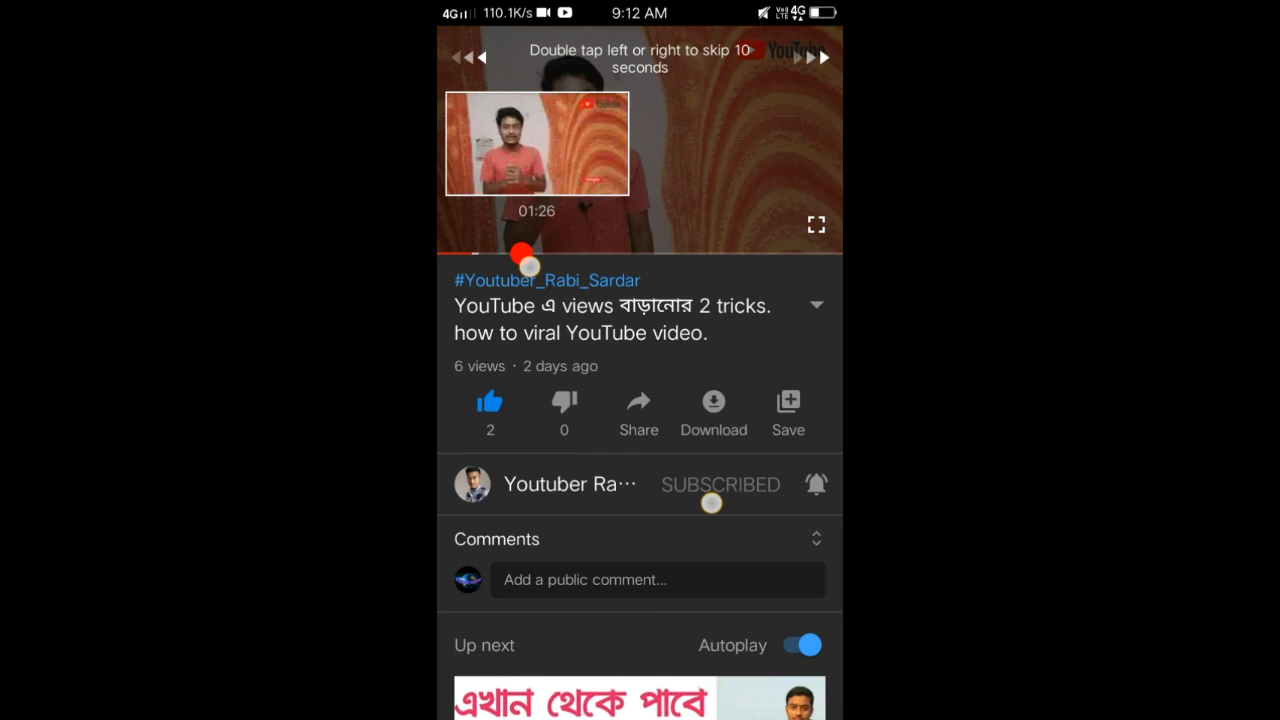 4G 110.1K/s 9:12 AM VoLTE 4G
Double tap left or right to skip 10
seconds
YouTube
01:26
#Youtuber_Rabi_Sardar
YouTube এ views বাড়ানোর 2 tricks.
how to viral YouTube video.
6 views · 2 days ago
2 0 Share Download Save
Youtuber Ra··· SUBSCRIBED
Comments
Add a public comment...
Up next Autoplay
এখান থেকে পাবে